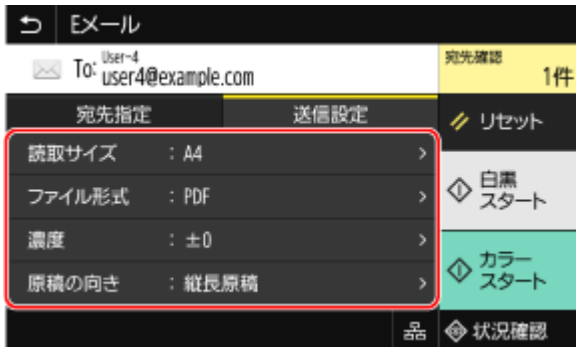 Eメール
To: User-4
user4@example.com
宛先確認
1件
宛先指定
送信設定
読取サイズ : A4
ファイル形式 : PDF
濃度 : ±0
原稿の向き : 縦長原稿
リセット
白黒
スタート
カラー
スタート
状況確認